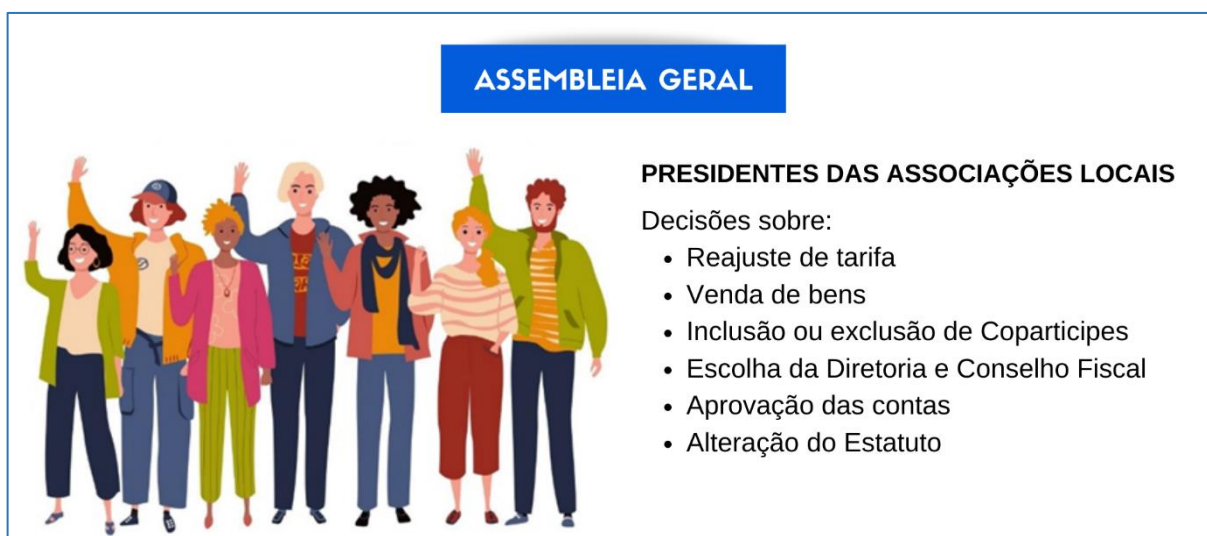 ASSEMBLEIA GERAL
PRESIDENTES DAS ASSOCIAÇÕES LOCAIS
Decisões sobre:
• Reajuste de tarifa
• Venda de bens
• Inclusão ou exclusão de Coparticipes
• Escolha da Diretoria e Conselho Fiscal
• Aprovação das contas
• Alteração do Estatuto